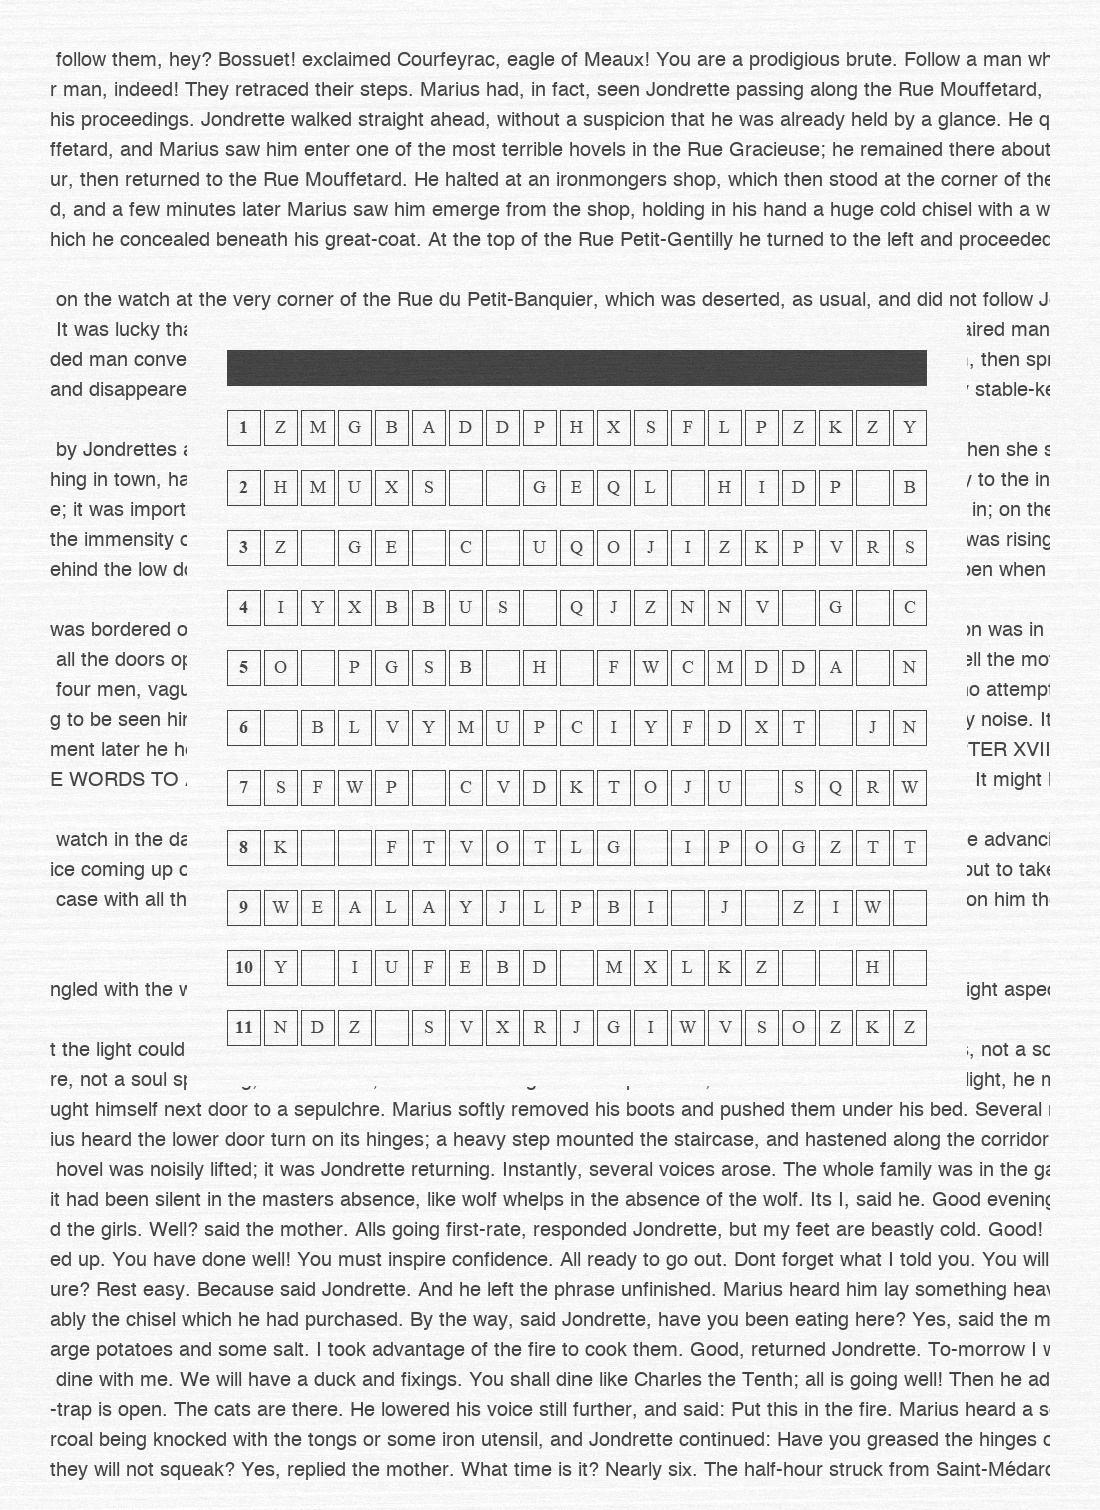 follow them, hey? Bossuet! exclaimed Courfeyrac, eagle of Meaux! You are a prodigious brute. Follow a man wh
r man, indeed! They retraced their steps. Marius had, in fact, seen Jondrette passing along the Rue Mouffetard,
his proceedings. Jondrette walked straight ahead, without a suspicion that he was already held by a glance. He q
ffetard, and Marius saw him enter one of the most terrible hovels in the Rue Gracieuse; he remained there about
ur, then returned to the Rue Mouffetard. He halted at an ironmongers shop, which then stood at the corner of the
d, and a few minutes later Marius saw him emerge from the shop, holding in his hand a huge cold chisel with a w
hich he concealed beneath his great-coat. At the top of the Rue Petit-Gentilly he turned to the left and proceeded
on the watch at the very corner of the Rue du Petit-Banquier, which was deserted, as usual, and did not follow J
It was lucky tha aired man
ded man conve , then spr
and disappeare stable-ke
1 Z M G B A D D P H X S F L P Z K Z Y
by Jondrettes a hen she s
hing in town, ha y to the in
2 H M U X S G E Q L H I D P B
e; it was import in; on the
the immensity o was rising
3 Z G E C U Q O J I Z K P V R S
ehind the low do pen when
4 I Y X B B U S Q J Z N N V G C
was bordered o on was in
all the doors op ell the mov
5 O P G S B H F W C M D D A N
four men, vagu no attempt
g to be seen him y noise. It
6 B L V Y M U P C I Y F D X T J N
ment later he he TER XVII
E WORDS TO It might
7 S F W P C V D K T O J U S Q R W
watch in the da e advanci
8 K F T V O T L G I P O G Z T T
ice coming up o out to take
case with all th on him th
9 W E A L A Y J L P B I J Z I W
10 Y I U F E B D M X L K Z H
ngled with the w ight aspec
11 N D Z S V X R J G I W V S O Z K Z
t the light could , not a so
re, not a soul sp light, he m
ught himself next door to a sepulchre. Marius softly removed his boots and pushed them under his bed. Several
ius heard the lower door turn on its hinges; a heavy step mounted the staircase, and hastened along the corridor
hovel was noisily lifted; it was Jondrette returning. Instantly, several voices arose. The whole family was in the ga
it had been silent in the masters absence, like wolf whelps in the absence of the wolf. Its I, said he. Good evening
d the girls. Well? said the mother. Alls going first-rate, responded Jondrette, but my feet are beastly cold. Good!
ed up. You have done well! You must inspire confidence. All ready to go out. Dont forget what I told you. You will
ure? Rest easy. Because said Jondrette. And he left the phrase unfinished. Marius heard him lay something heav
ably the chisel which he had purchased. By the way, said Jondrette, have you been eating here? Yes, said the m
arge potatoes and some salt. I took advantage of the fire to cook them. Good, returned Jondrette. To-morrow I w
dine with me. We will have a duck and fixings. You shall dine like Charles the Tenth; all is going well! Then he ad
-trap is open. The cats are there. He lowered his voice still further, and said: Put this in the fire. Marius heard a s
rcoal being knocked with the tongs or some iron utensil, and Jondrette continued: Have you greased the hinges o
they will not squeak? Yes, replied the mother. What time is it? Nearly six. The half-hour struck from Saint-Médard